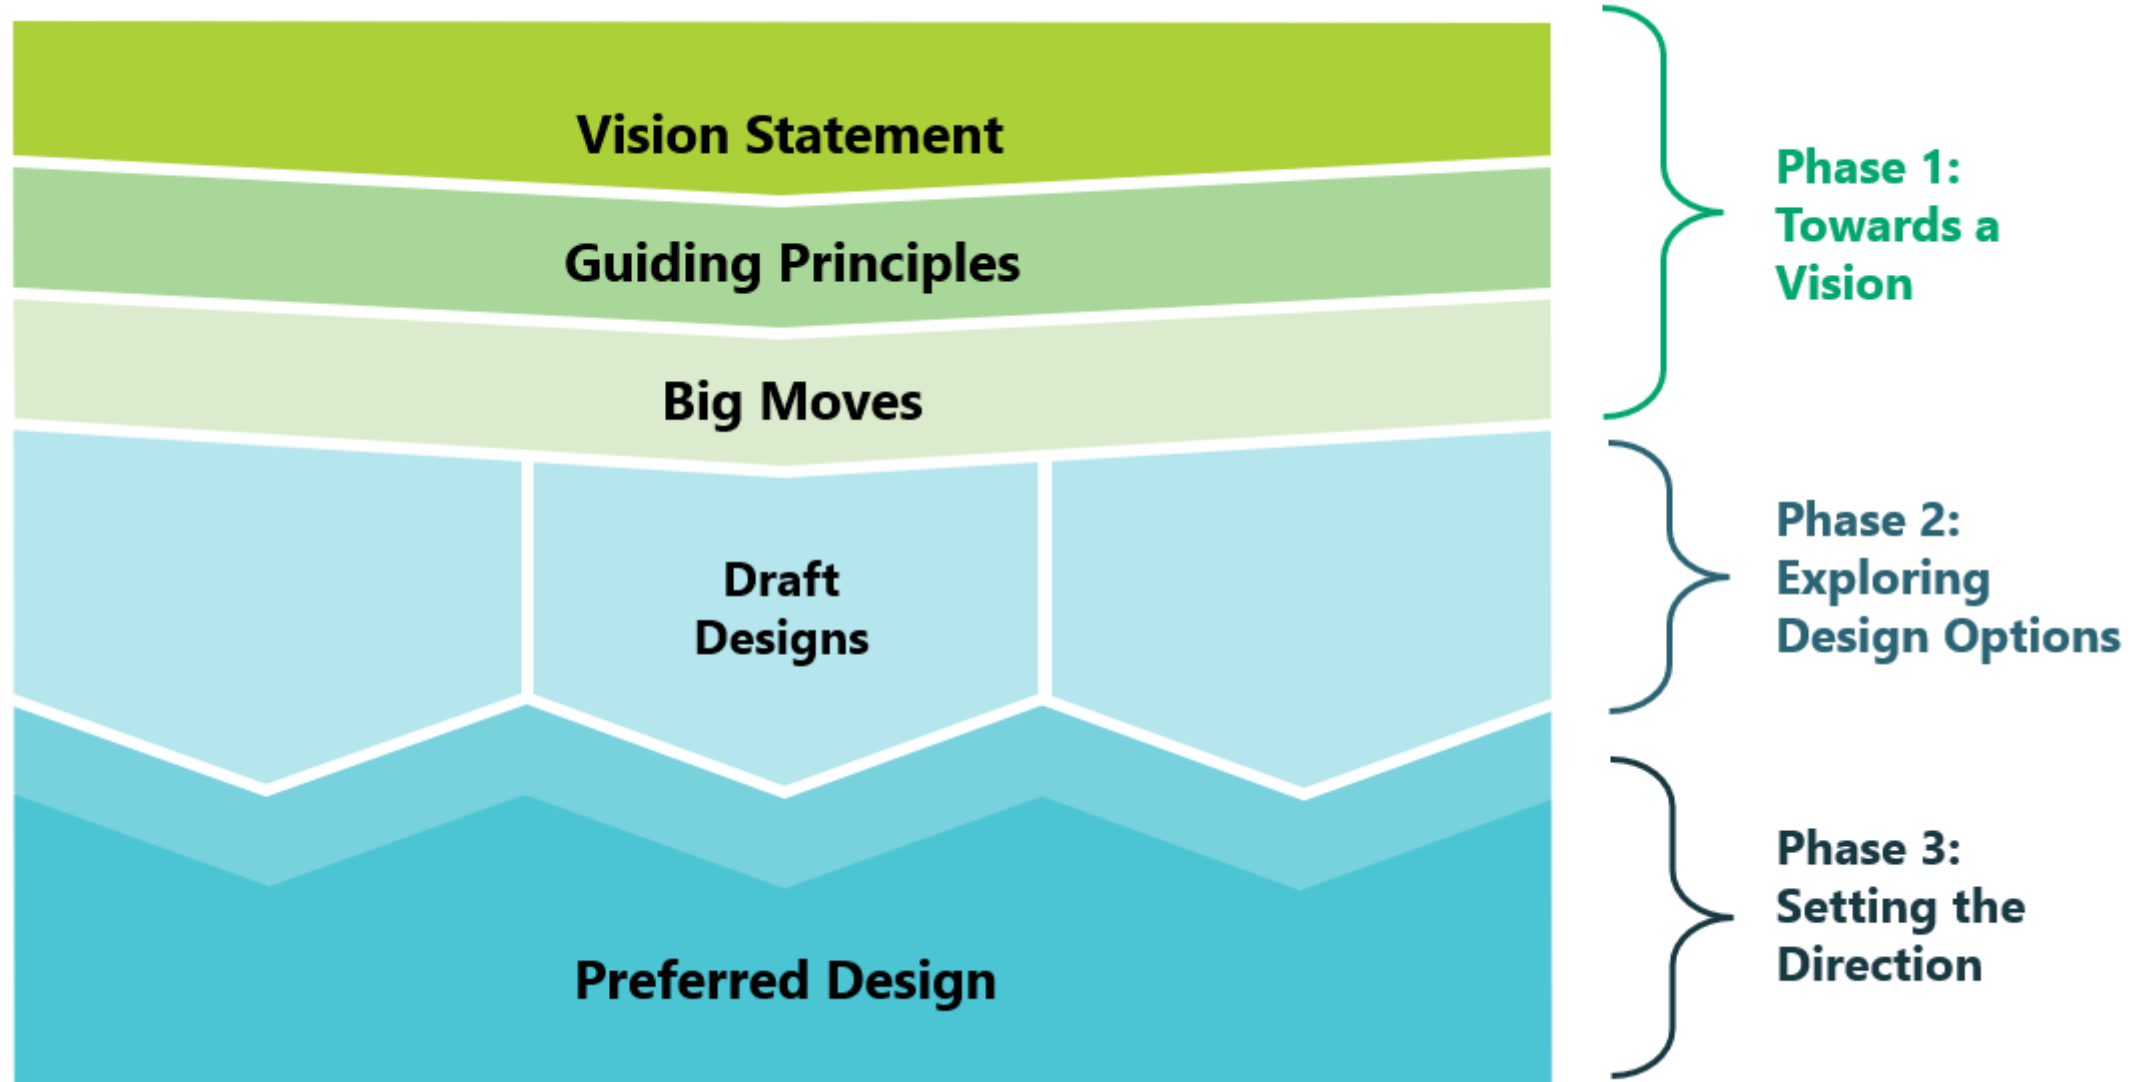 Vision Statement
Guiding Principles
Big Moves
Phase 1:
Towards a
Vision
Draft
Designs
Phase 2:
Exploring
Design Options
Preferred Design
Phase 3:
Setting the
Direction